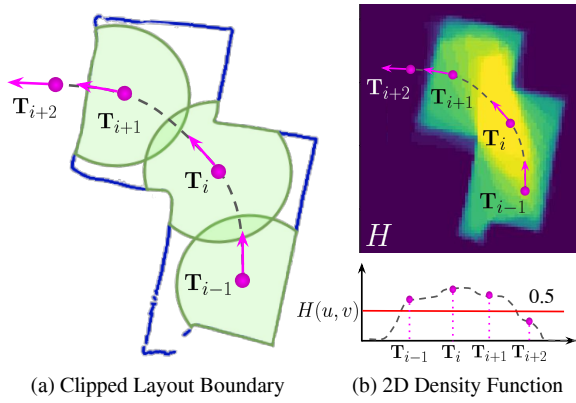 T_{i+2}
T_{i+1}
T_i
T_{i-1}
(a) Clipped Layout Boundary
T_{i+2}
T_{i+1}
T_i
T_{i-1}
H
H(u, v)
0.5
T_{i-1} T_i T_{i+1} T_{i+2}
(b) 2D Density Function